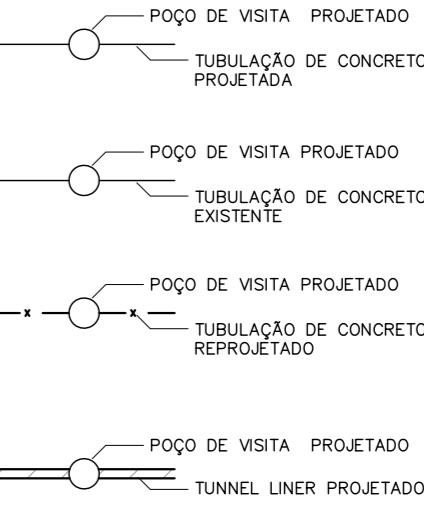 POÇO DE VISITA PROJETADO
TUBULAÇÃO DE CONCRETO
PROJETADA
POÇO DE VISITA PROJETADO
TUBULAÇÃO DE CONCRETO
EXISTENTE
POÇO DE VISITA PROJETADO
x x
TUBULAÇÃO DE CONCRETO
REPROJETADO
POÇO DE VISITA PROJETADO
TUNNEL LINER PROJETADO